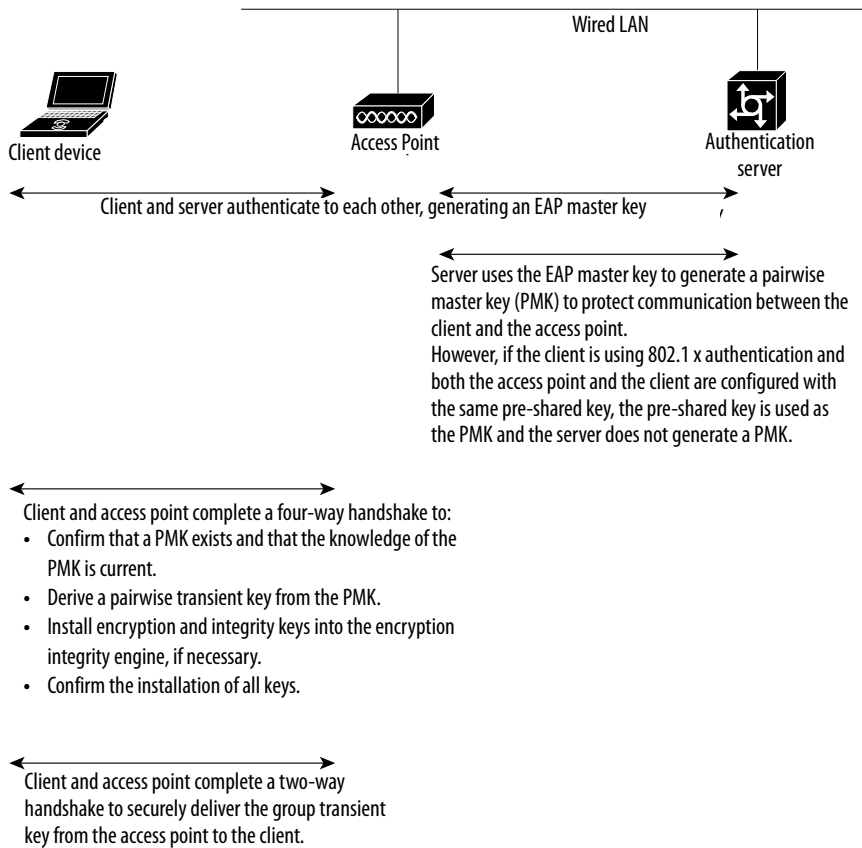 Wired LAN
Client device
Access Point
Authentication
server
Client and server authenticate to each other, generating an EAP master key
Server uses the EAP master key to generate a pairwise
master key (PMK) to protect communication between the
client and the access point.
However, if the client is using 802.1 x authentication and
both the access point and the client are configured with
the same pre-shared key, the pre-shared key is used as
the PMK and the server does not generate a PMK.
Client and access point complete a four-way handshake to:
• Confirm that a PMK exists and that the knowledge of the
PMK is current.
• Derive a pairwise transient key from the PMK.
• Install encryption and integrity keys into the encryption
integrity engine, if necessary.
• Confirm the installation of all keys.
Client and access point complete a two-way
handshake to securely deliver the group transient
key from the access point to the client.